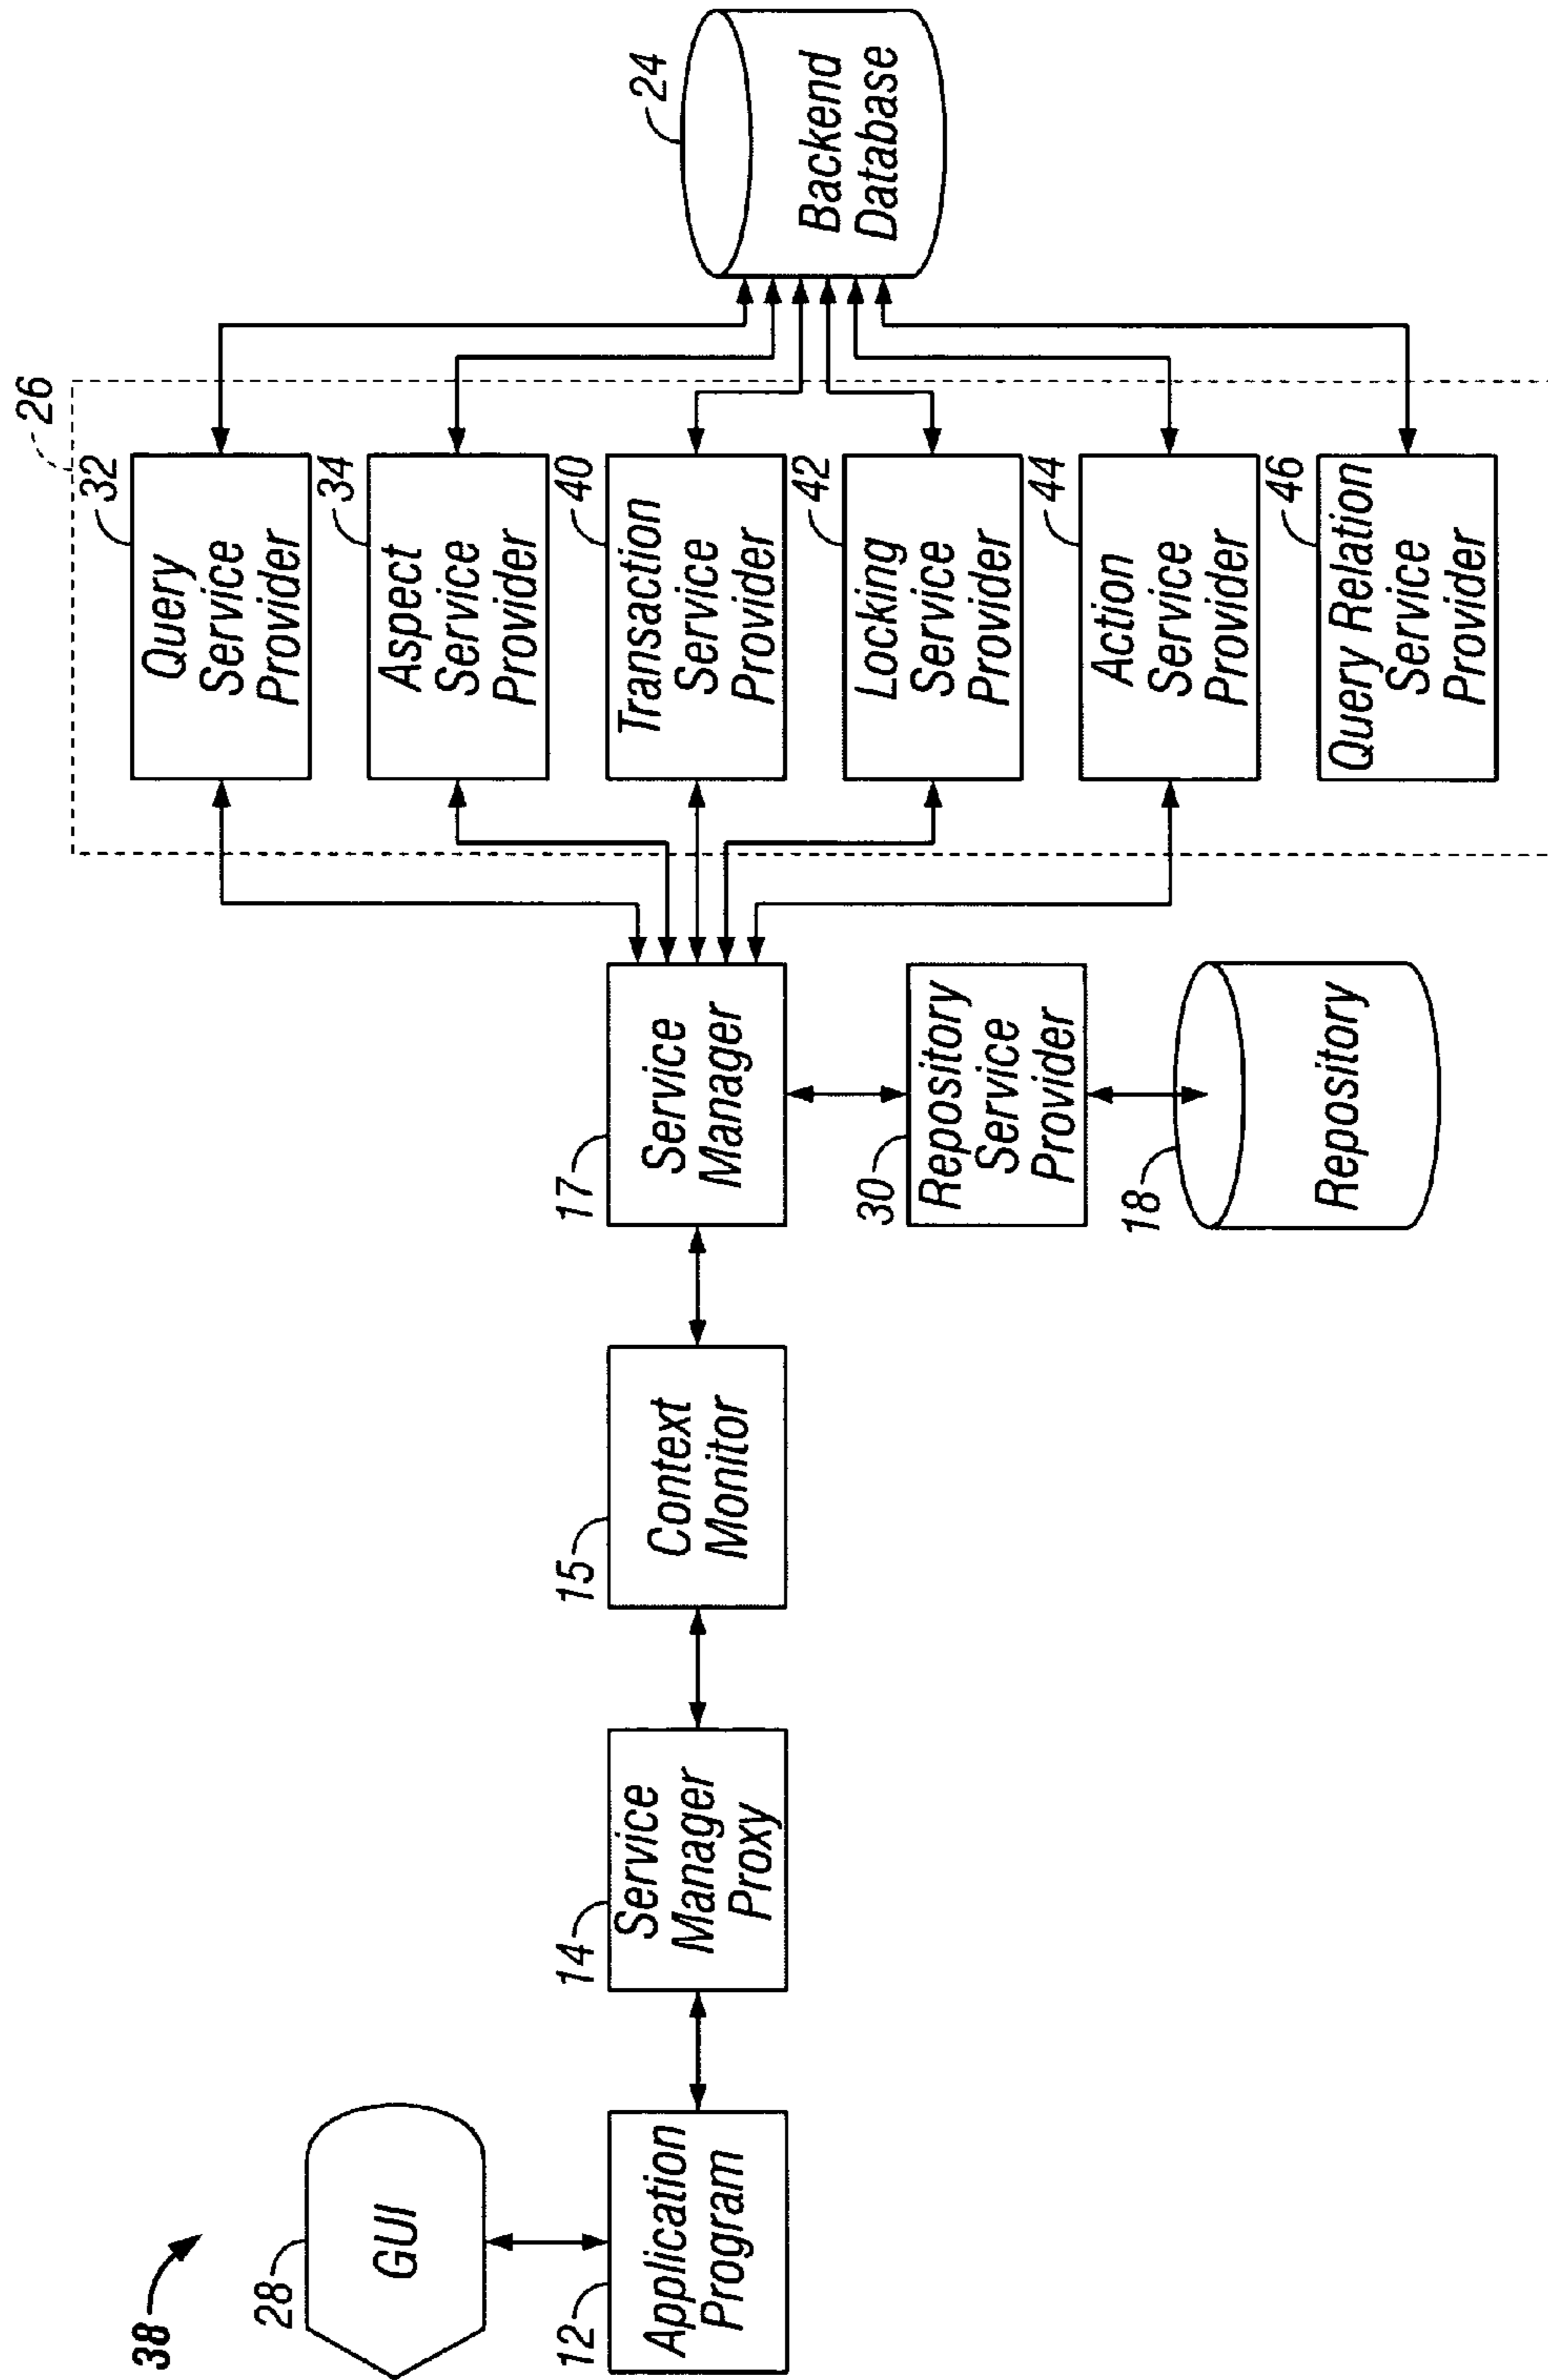 38
28
GUI
12
Application
Program
14
Service
Manager
Proxy
15
Context
Monitor
17
Service
Manager
30
Repository
Service
Provider
18
Repository
26
32
Query
Service
Provider
34
Aspect
Service
Provider
40
Transaction
Service
Provider
42
Locking
Service
Provider
44
Action
Service
Provider
46
Query Relation
Service
Provider
24
Backend
Database